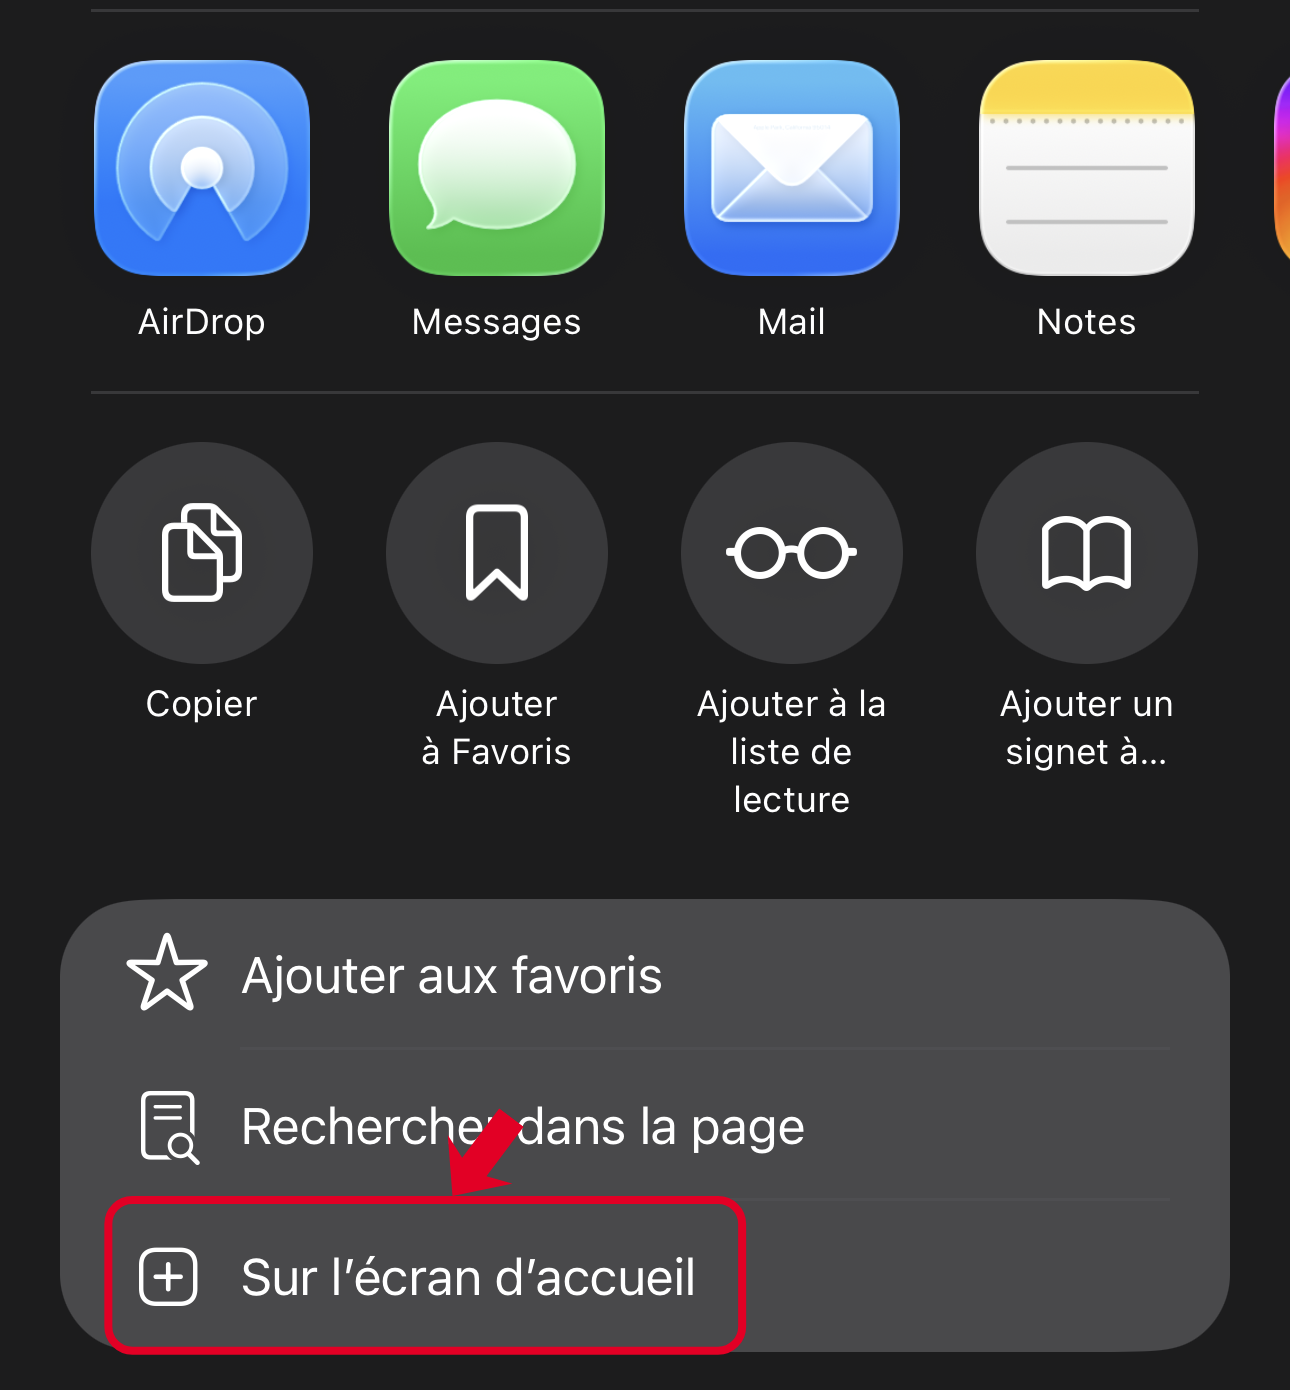 AirDrop
Messages
Mail
Notes
Copier
Ajouter
à Favoris
Ajouter à la
liste de
lecture
Ajouter un
signet à...
Ajouter aux favoris
Rechercher dans la page
Sur l’écran d’accueil